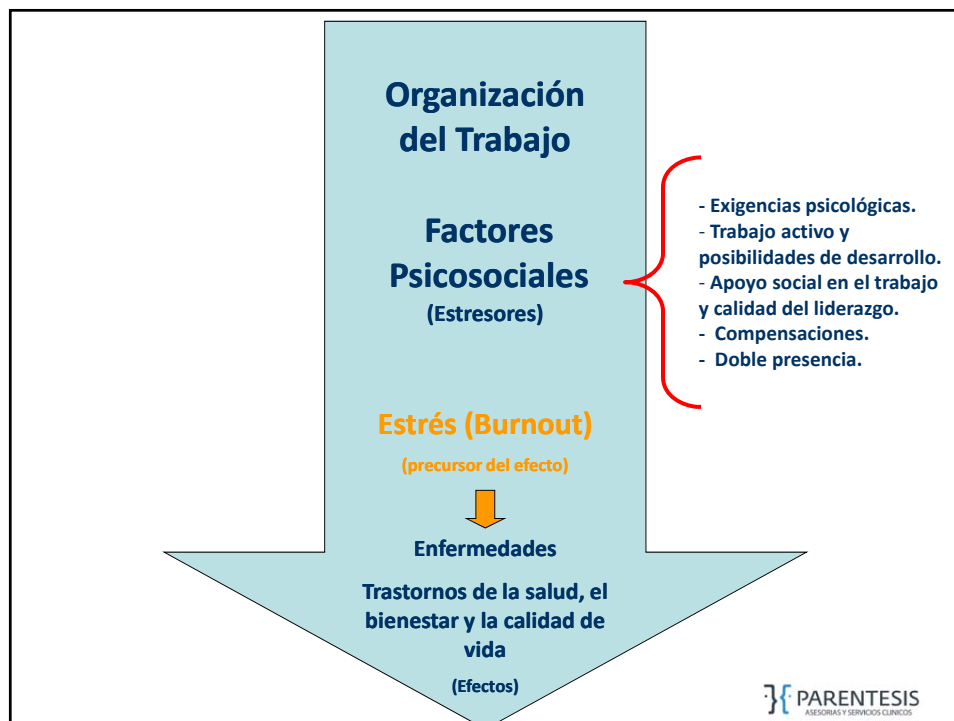 Organización
del Trabajo
Factores
Psicosociales
(Estresores)
- Exigencias psicológicas.
- Trabajo activo y
posibilidades de desarrollo.
- Apoyo social en el trabajo
y calidad del liderazgo.
- Compensaciones.
- Doble presencia.
Estrés (Burnout)
(precursor del efecto)
Enfermedades
Trastornos de la salud, el
bienestar y la calidad de
vida
(Efectos)
PARENTESIS
ASESORIAS Y SERVICIOS CLINICOS